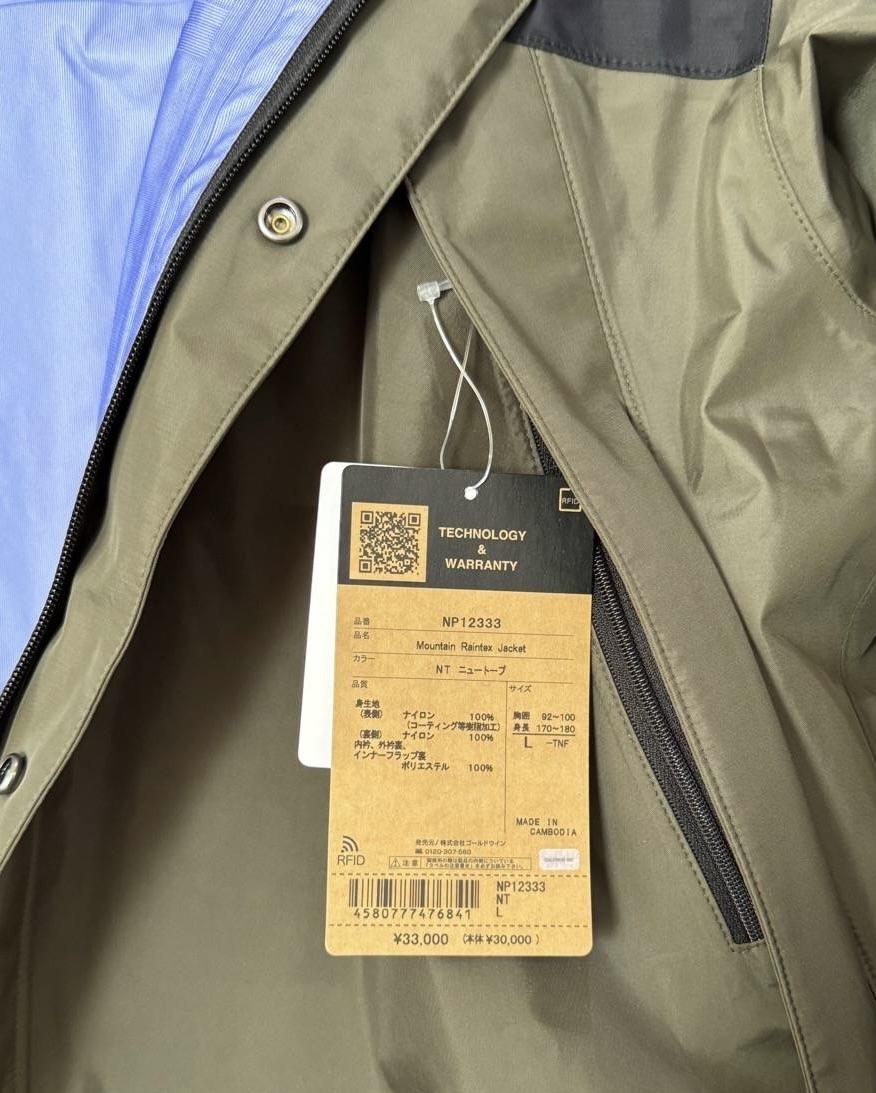 RFID
TECHNOLOGY
&
WARRANTY
品番 NP12333
品名 Mountain Raintex Jacket
カラー NT ニュートープ
品質
身生地
(表側) ナイロン 100%
(コーティング等樹脂加工)
(裏側) ナイロン 100%
内衿、外衿裏、
インナーフラップ裏
ポリエステル 100%
サイズ
胸囲 92~100
身長 170~180
L -TNF
MADE IN
CAMBODIA
RFID
発売元/株式会社ゴールドウイン
0120-307-560
注意
NP12333
NT
L
4580777476841
¥33,000 (本体 ¥30,000)